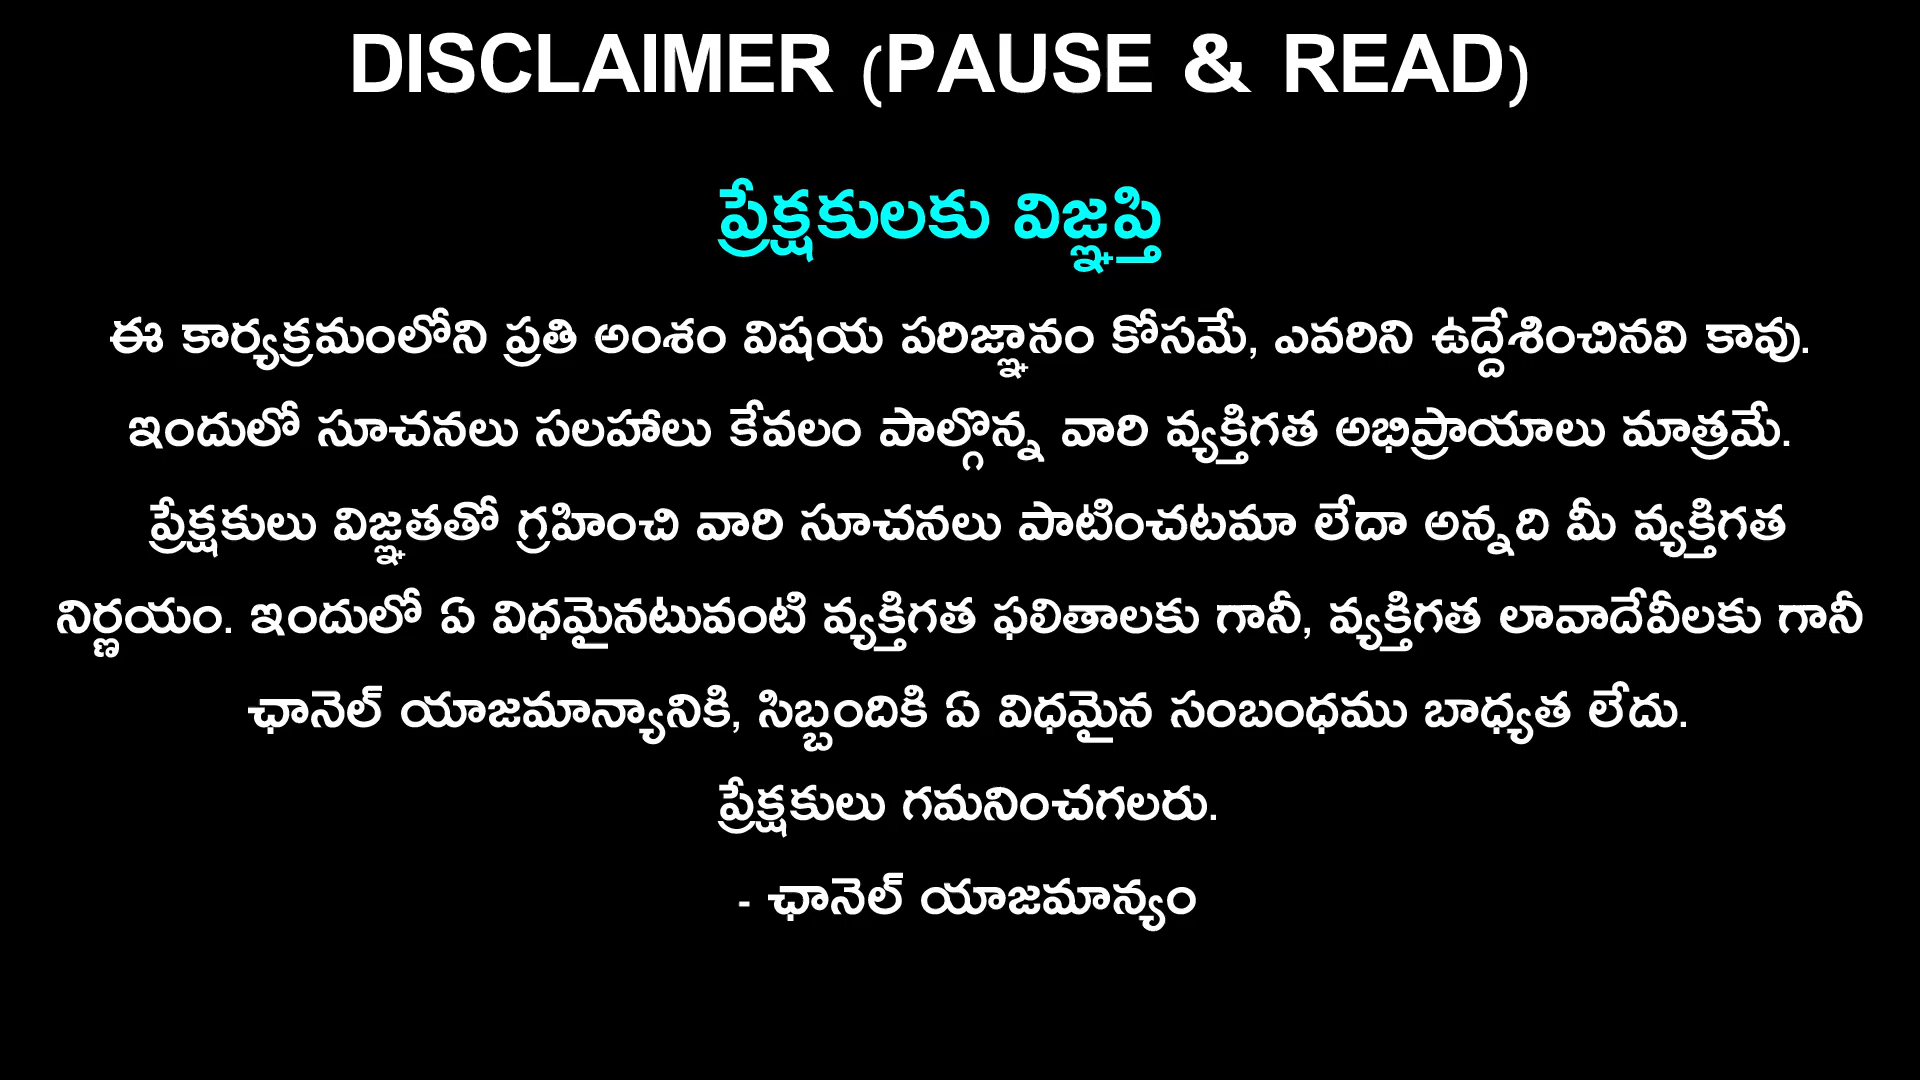 DISCLAIMER (PAUSE & READ)
ప్రేక్షకులకు విజ్ఞప్తి
ఈ కార్యక్రమంలోని ప్రతి అంశం విషయ పరిజ్ఞానం కోసమే, ఎవరిని ఉద్దేశించినవి కావు.
ఇందులో సూచనలు సలహాలు కేవలం పాల్గొన్న వారి వ్యక్తిగత అభిప్రాయాలు మాత్రమే.
ప్రేక్షకులు విజ్ఞతతో గ్రహించి వారి సూచనలు పాటించటమా లేదా అన్నది మీ వ్యక్తిగత
నిర్ణయం. ఇందులో ఏ విధమైనటువంటి వ్యక్తిగత ఫలితాలకు గానీ, వ్యక్తిగత లావాదేవీలకు గానీ
ఛానెల్ యాజమాన్యానికి, సిబ్బందికి ఏ విధమైన సంబంధము బాధ్యత లేదు.
ప్రేక్షకులు గమనించగలరు.
- ఛానెల్ యాజమాన్యం